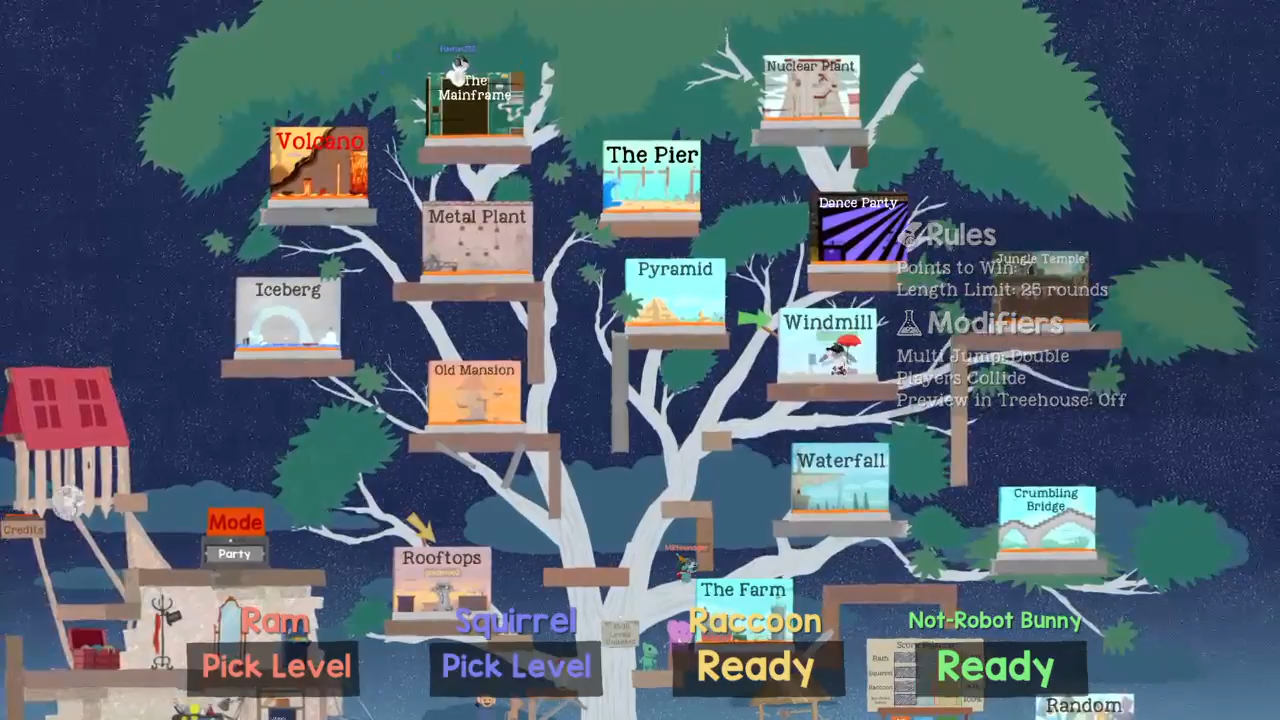 The
Mainframe
Nuclear Plant
Volcano
The Pier
Metal Plant
Dance Party
Rules
Jungle Temple
Points to Win:
Length Limit: 25 rounds
Pyramid
Iceberg
Windmill
Modifiers
Multi Jump: Double
Players Collide
Preview in Treehouse: Off
Old Mansion
Waterfall
Crumbling
Bridge
Credits
Mode
Party
Rooftops
The Farm
Ram
Squirrel
Raccoon
Not-Robot Bunny
Pick Level
Pick Level
Ready
Ready
Ram
Squirrel
Raccoon
Random